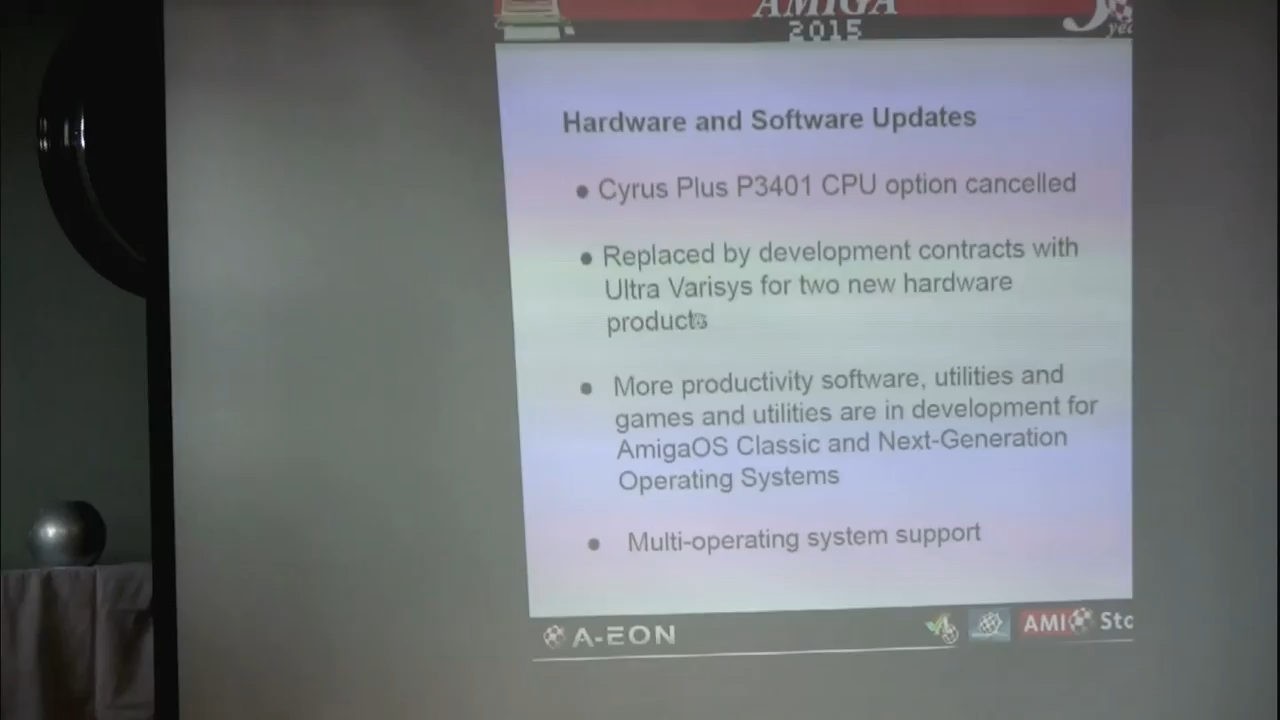 AMIGA
2015
Hardware and Software Updates
Cyrus Plus P3401 CPU option cancelled
Replaced by development contracts with
Ultra Varisys for two new hardware
products
More productivity software, utilities and
games and utilities are in development for
AmigaOS Classic and Next-Generation
Operating Systems
Multi-operating system support
A-EON
AMI Sto